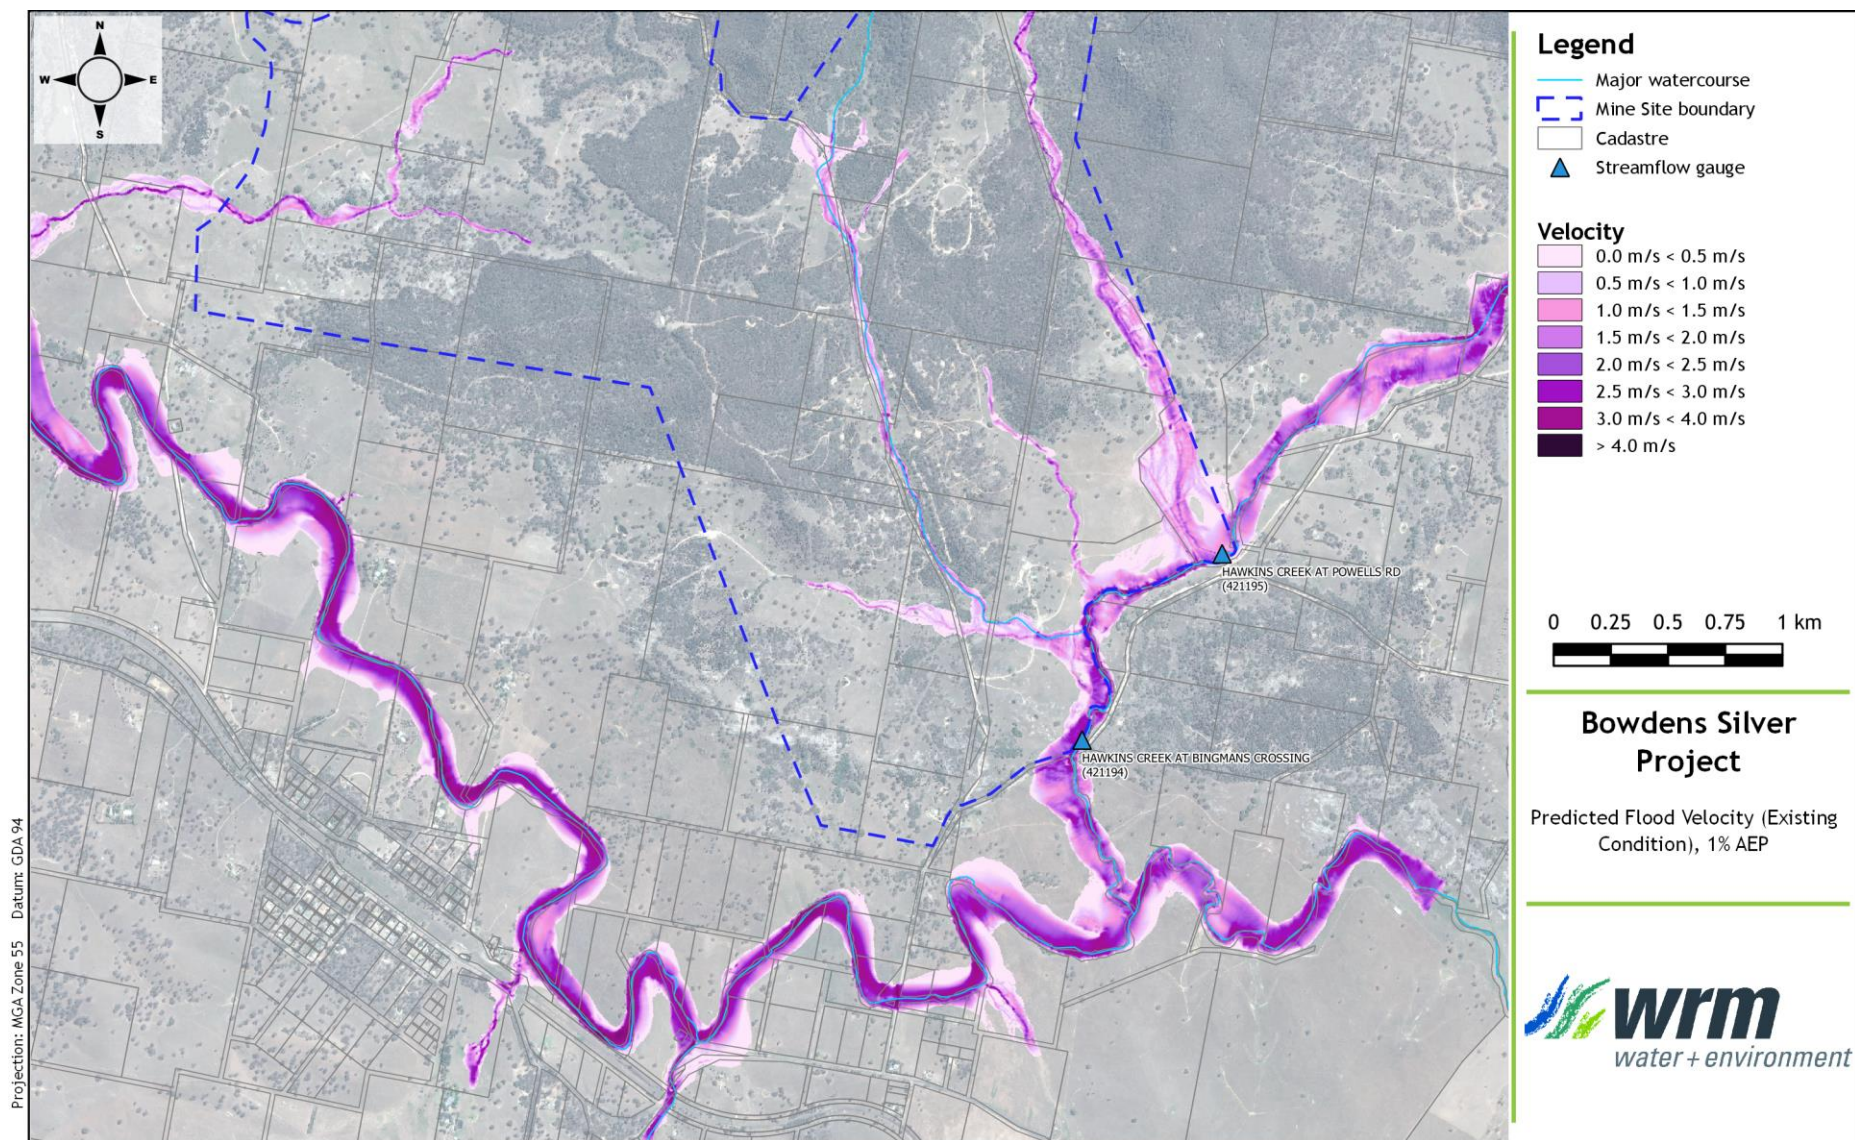 N
W E
S
HAWKINS CREEK AT POWELLS RD
(421195)
HAWKINS CREEK AT BINGMANS CROSSING
(421194)
Projection: MGA Zone 55 Datum: GDA 94
Legend
Major watercourse
Mine Site boundary
Cadastre
Streamflow gauge
Velocity
0.0 m/s < 0.5 m/s
0.5 m/s < 1.0 m/s
1.0 m/s < 1.5 m/s
1.5 m/s < 2.0 m/s
2.0 m/s < 2.5 m/s
2.5 m/s < 3.0 m/s
3.0 m/s < 4.0 m/s
> 4.0 m/s
0 0.25 0.5 0.75 1 km
Bowdens Silver
Project
Predicted Flood Velocity (Existing
Condition), 1% AEP
wrm
water + environment